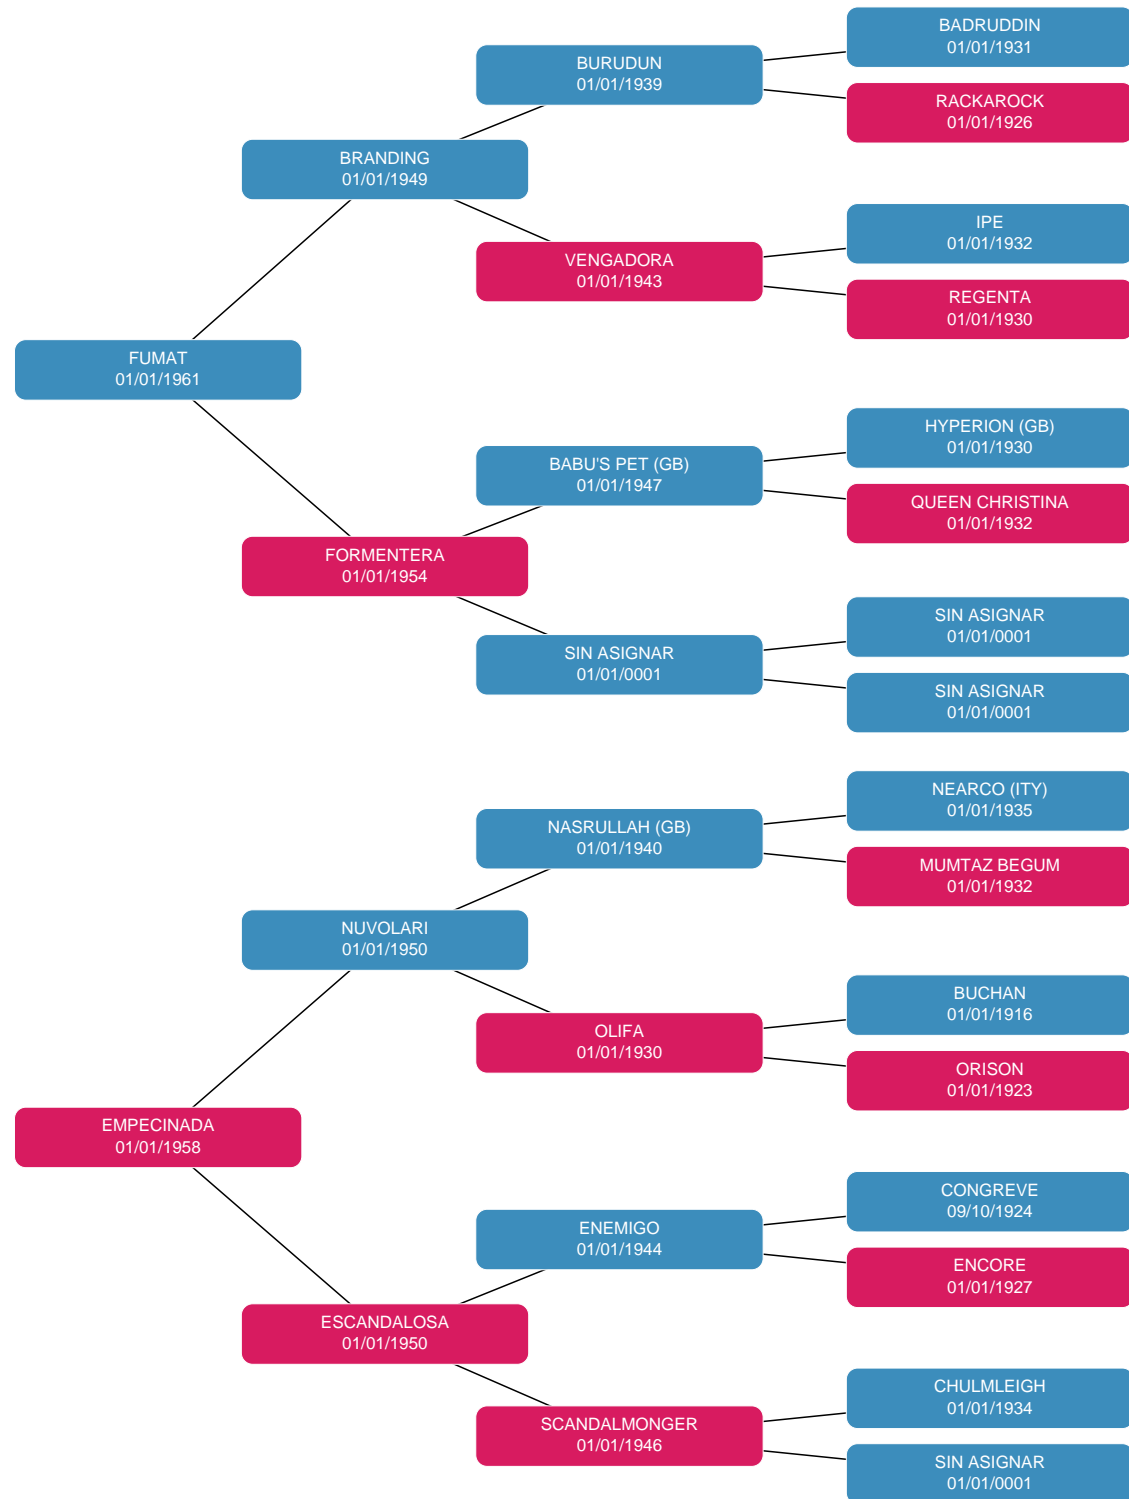 BADRUDDIN
01/01/1931
BURUDUN
01/01/1939
RACKAROCK
01/01/1926
BRANDING
01/01/1949
IPE
01/01/1932
VENGADORA
01/01/1943
REGENTA
01/01/1930
FUMAT
01/01/1961
HYPERION (GB)
01/01/1930
BABU'S PET (GB)
01/01/1947
QUEEN CHRISTINA
01/01/1932
FORMENTERA
01/01/1954
SIN ASIGNAR
01/01/0001
SIN ASIGNAR
01/01/0001
SIN ASIGNAR
01/01/0001
NEARCO (ITY)
01/01/1935
NASRULLAH (GB)
01/01/1940
MUMTAZ BEGUM
01/01/1932
NUVOLARI
01/01/1950
BUCHAN
01/01/1916
OLIFA
01/01/1930
ORISON
01/01/1923
EMPECINADA
01/01/1958
CONGREVE
09/10/1924
ENEMIGO
01/01/1944
ENCORE
01/01/1927
ESCANDALOSA
01/01/1950
CHULMLEIGH
01/01/1934
SCANDALMONGER
01/01/1946
SIN ASIGNAR
01/01/0001